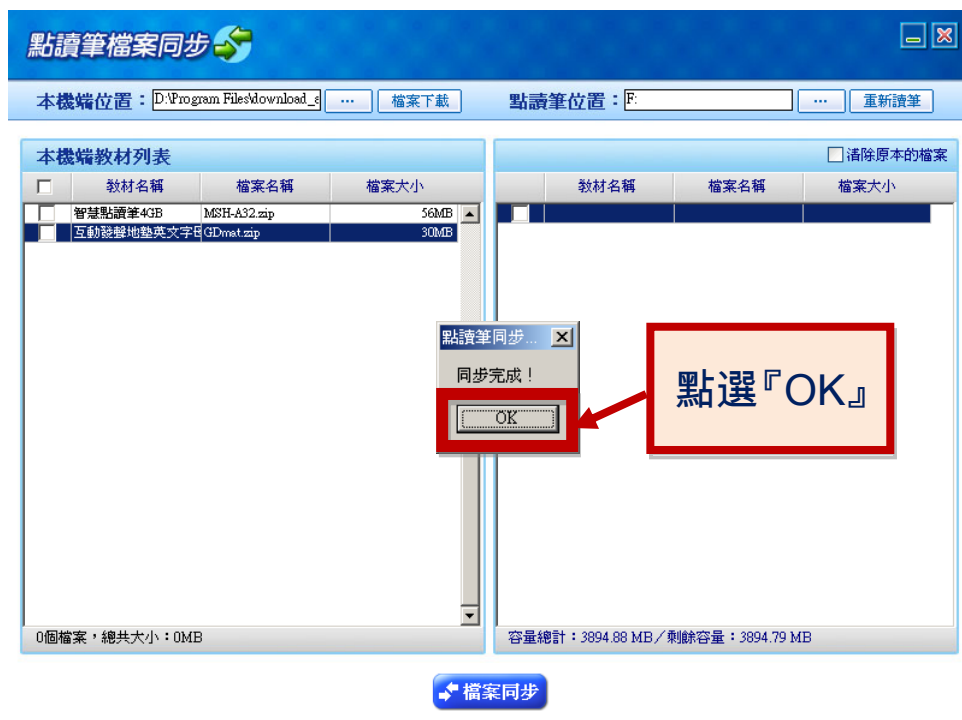 點讀筆檔案同步
本機端位置：D:\Program Files\download_a ... 檔案下載 點讀筆位置：F: ... 重新讀筆
本機端教材列表
教材名稱 檔案名稱 檔案大小
智慧點讀筆4GB MSH-A32.zip 56MB
互動發聲地墊英文字母 GDmat.zip 30MB
0個檔案，總共大小：0MB
清除原本的檔案
教材名稱 檔案名稱 檔案大小
點讀筆同步...
同步完成！
OK
點選『OK』
容量總計：3894.88 MB／剩餘容量：3894.79 MB
檔案同步